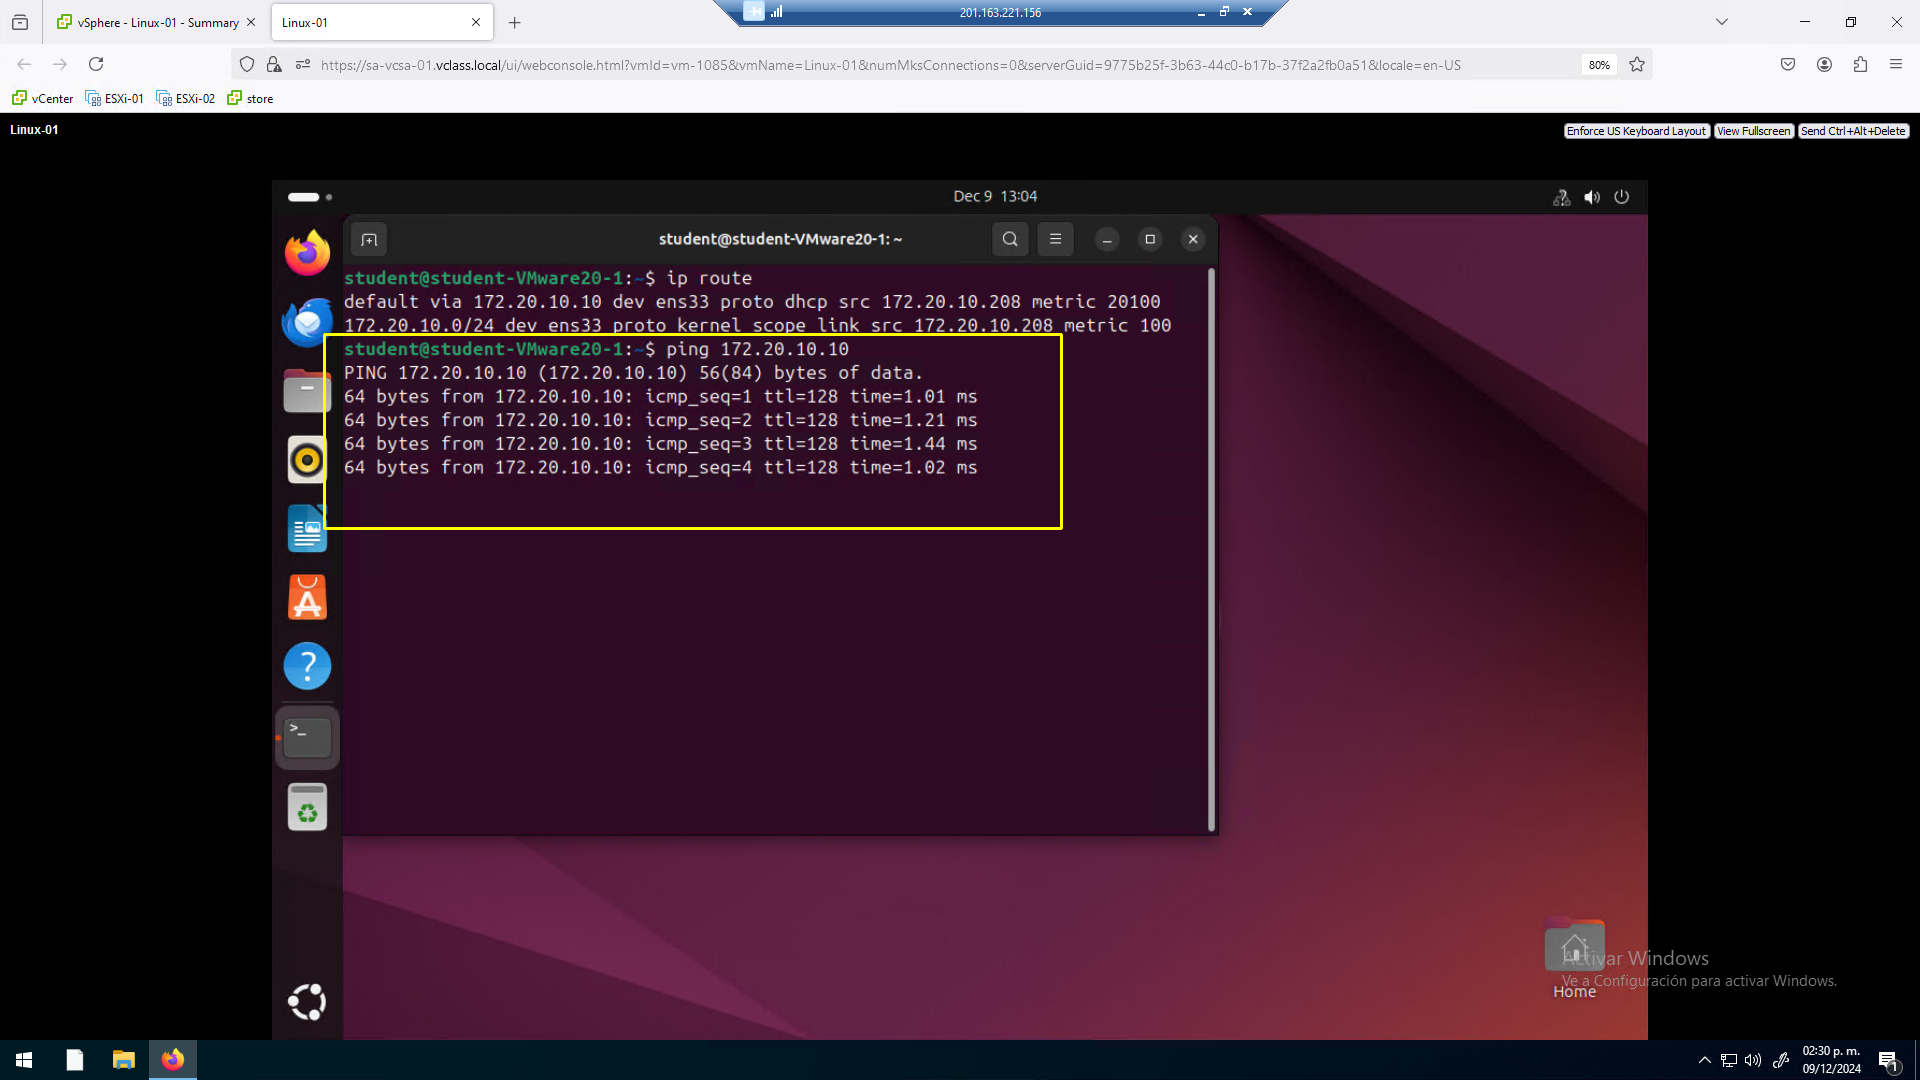 vSphere - Linux-01 - Summary
Linux-01
201.163.221.156
https://sa-vcsa-01.vclass.local/ui/webconsole.html?vmId=vm-1085&vmName=Linux-01&numMksConnections=0&serverGuid=9775b25f-3b63-44c0-b17b-37f2a2fb0a51&locale=en-US
80%
vCenter
ESXi-01
ESXi-02
store
Linux-01
Enforce US Keyboard Layout
View Fullscreen
Send Ctrl+Alt+Delete
Dec 9 13:04
student@student-VMware20-1: ~
student@student-VMware20-1:~$ ip route
default via 172.20.10.10 dev ens33 proto dhcp src 172.20.10.208 metric 20100
172.20.10.0/24 dev ens33 proto kernel scope link src 172.20.10.208 metric 100
student@student-VMware20-1:~$ ping 172.20.10.10
PING 172.20.10.10 (172.20.10.10) 56(84) bytes of data.
64 bytes from 172.20.10.10: icmp_seq=1 ttl=128 time=1.01 ms
64 bytes from 172.20.10.10: icmp_seq=2 ttl=128 time=1.21 ms
64 bytes from 172.20.10.10: icmp_seq=3 ttl=128 time=1.44 ms
64 bytes from 172.20.10.10: icmp_seq=4 ttl=128 time=1.02 ms
Activar Windows
Ve a Configuración para activar Windows.
Home
02:30 p. m.
09/12/2024
1